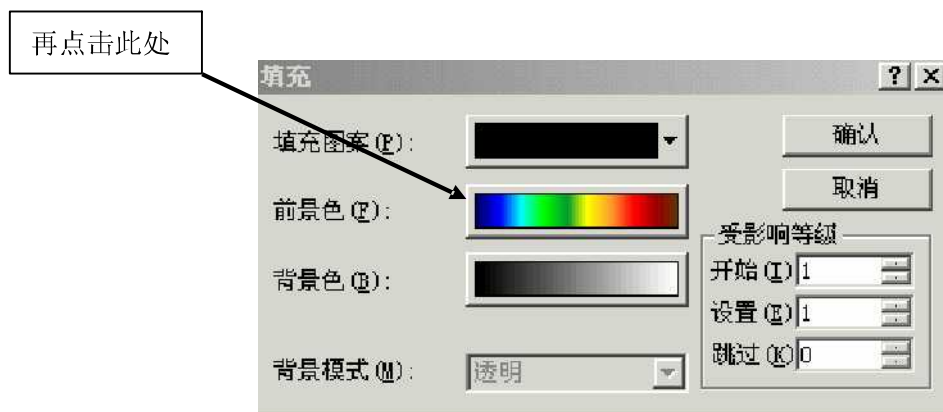 再点击此处
填充
填充图案(P):
确认
前景色(F):
取消
受影响等级
开始(I) 1
背景色(B):
设置(E) 1
跳过(K) 0
背景模式(M): 透明